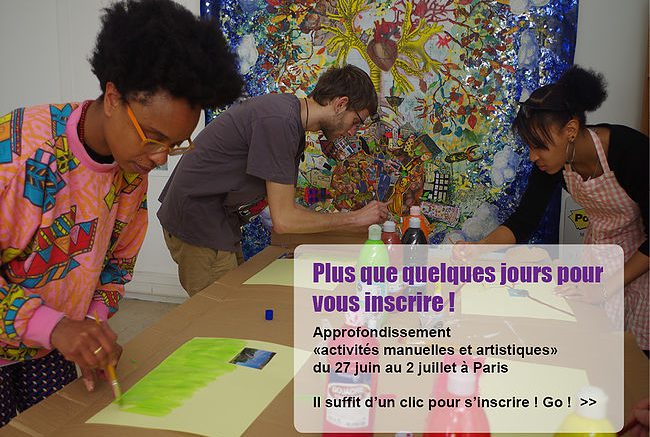 Plus que quelques jours pour
vous inscrire !
Approfondissement
«activités manuelles et artistiques»
du 27 juin au 2 juillet à Paris
Il suffit d’un clic pour s’inscrire ! Go !  >>